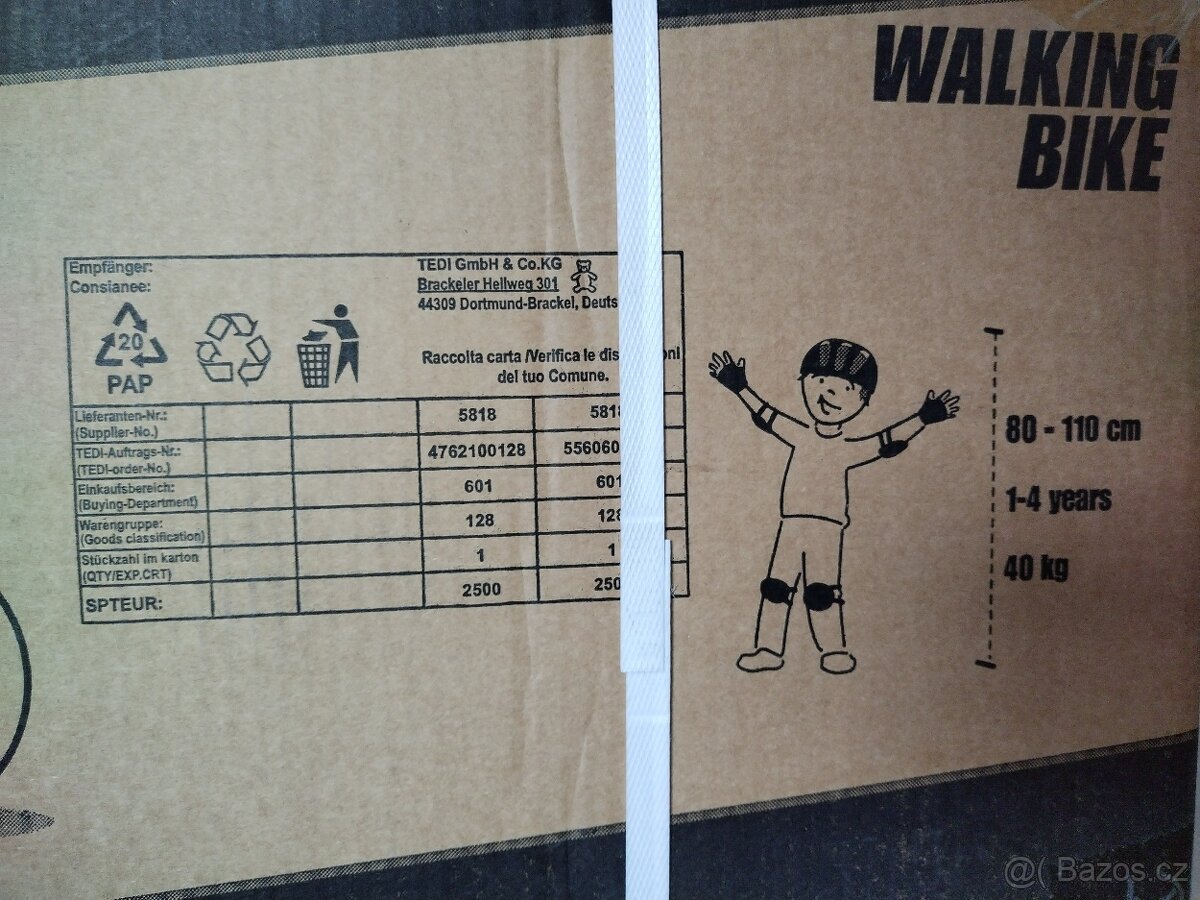 WALKING
BIKE
Empfänger:
Consianee:
TEDI GmbH & Co.KG
Brackeler Hellweg 301
44309 Dortmund-Brackel, Deuts
20
PAP
Raccolta carta /Verifica le dis oni
del tuo Comune.
Lieferanten-Nr.: 5818 5818
(Supplier-No.)
TEDI-Auftrags-Nr.: 4762100128 556060
(TEDI-order-No.)
Einkaufsbereich: 601 601
(Buying-Department)
Warengruppe: 128 128
(Goods classification)
Stückzahl im karton 1 1
(QTY/EXP.CRT)
SPTEUR: 2500 250
80 - 110 cm
1-4 years
40 kg
@( Bazos.cz